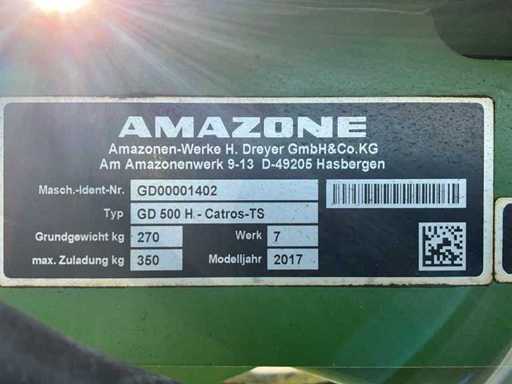 AMAZONE
Amazonen-Werke H. Dreyer GmbH&Co.KG
Am Amazonenwerk 9-13 D-49205 Hasbergen
Masch.-Ident-Nr. GD00001402
Typ GD 500 H - Catros-TS
Grundgewicht kg 270 Werk 7
max. Zuladung kg 350 Modelljahr 2017